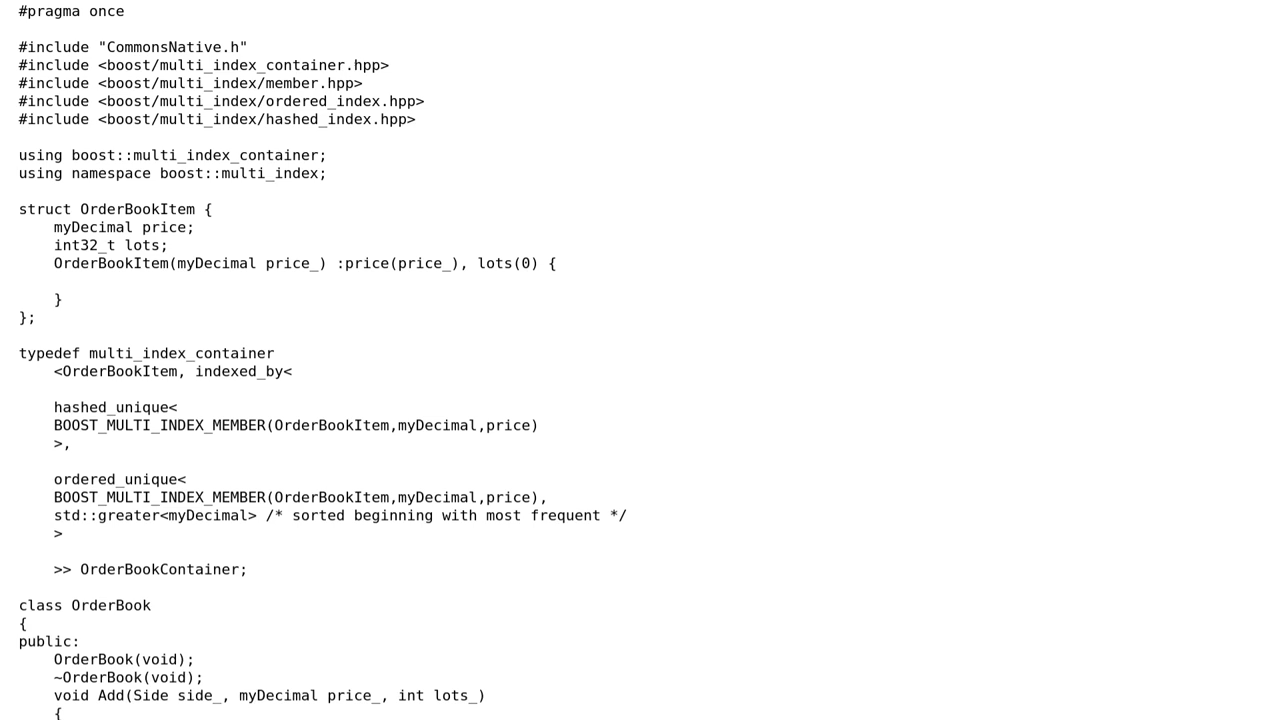 #pragma once
#include "CommonsNative.h"
#include <boost/multi_index_container.hpp>
#include <boost/multi_index/member.hpp>
#include <boost/multi_index/ordered_index.hpp>
#include <boost/multi_index/hashed_index.hpp>
using boost::multi_index_container;
using namespace boost::multi_index;
struct OrderBookItem {
    myDecimal price;
    int32_t lots;
    OrderBookItem(myDecimal price_) :price(price_), lots(0) {
    }
};
typedef multi_index_container
    <OrderBookItem, indexed_by<
    hashed_unique<
    BOOST_MULTI_INDEX_MEMBER(OrderBookItem,myDecimal,price)
    >,
    ordered_unique<
    BOOST_MULTI_INDEX_MEMBER(OrderBookItem,myDecimal,price),
    std::greater<myDecimal> /* sorted beginning with most frequent */
    >
    >> OrderBookContainer;
class OrderBook
{
public:
    OrderBook(void);
    ~OrderBook(void);
    void Add(Side side_, myDecimal price_, int lots_)
    {